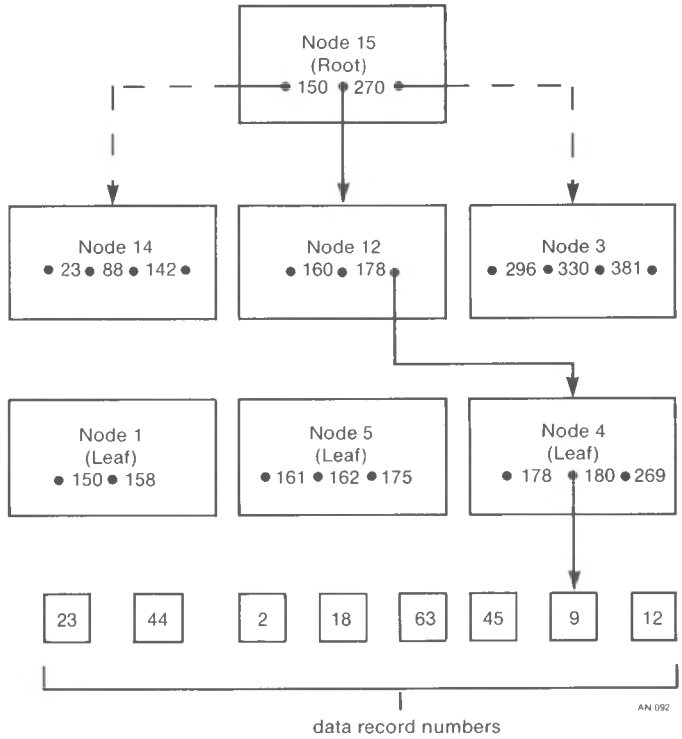 Node 15
(Root)
150 270
Node 14
23 88 142
Node 12
160 178
Node 3
296 330 381
Node 1
(Leaf)
150 158
Node 5
(Leaf)
161 162 175
Node 4
(Leaf)
178 180 269
23 44 2 18 63 45 9 12
AN 092
data record numbers